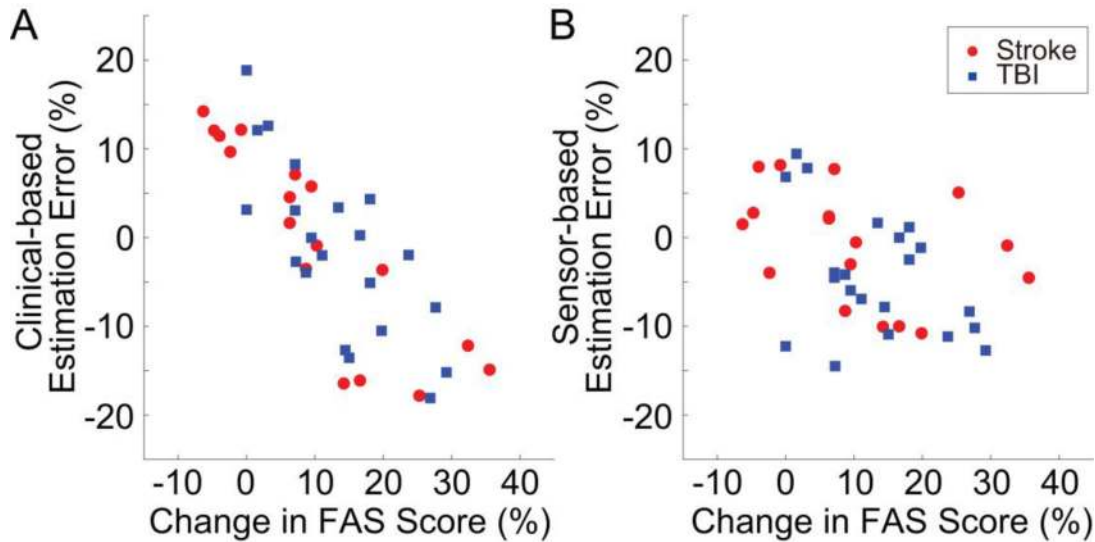 A
Clinical-based
Estimation Error (%)
20
10
0
-10
-20
-10 0 10 20 30 40
Change in FAS Score (%)
B
Sensor-based
Estimation Error (%)
Stroke
TBI
20
10
0
-10
-20
-10 0 10 20 30 40
Change in FAS Score (%)